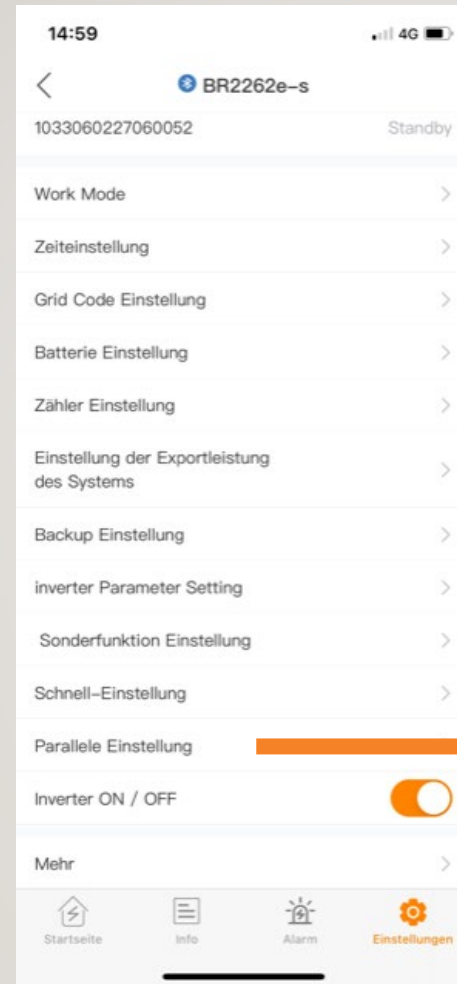 14:59
4G
BR2262e-s
1033060227060052 Standby
Work Mode
Zeiteinstellung
Grid Code Einstellung
Batterie Einstellung
Zähler Einstellung
Einstellung der Exportleistung
des Systems
Backup Einstellung
inverter Parameter Setting
Sonderfunktion Einstellung
Schnell-Einstellung
Parallele Einstellung
Inverter ON / OFF
Mehr
Startseite Info Alarm Einstellungen